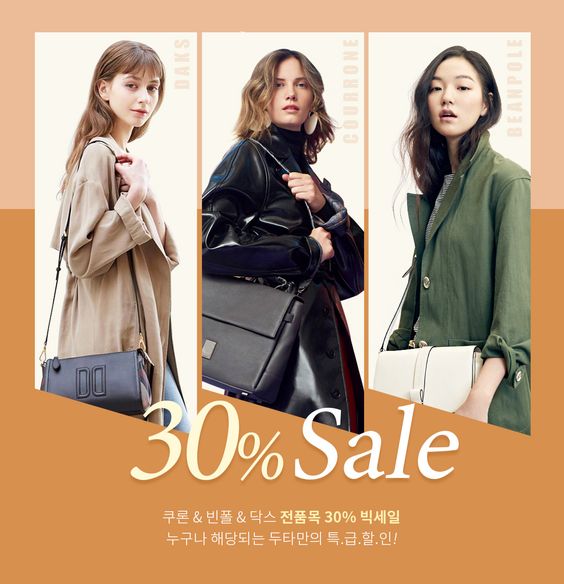 DAKS
COURRONE
BEANPOLE
30% Sale
쿠론 & 빈폴 & 닥스 전품목 30% 빅세일
누구나 해당되는 두타만의 특.급.할.인!